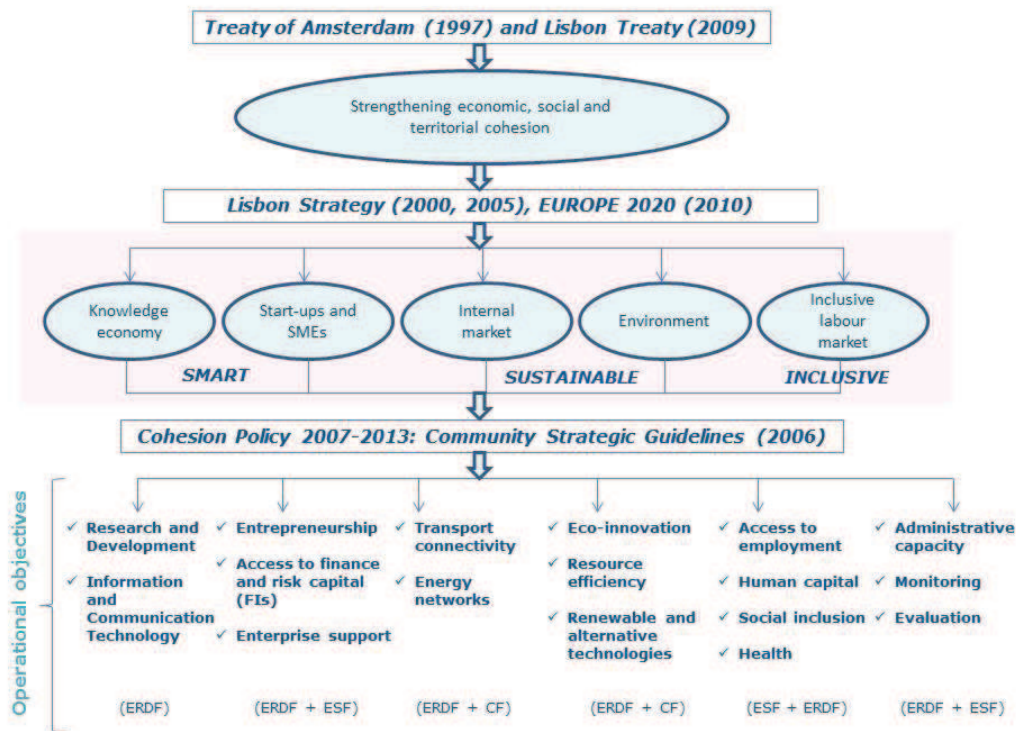 Treaty of Amsterdam (1997) and Lisbon Treaty (2009)
Strengthening economic, social and
territorial cohesion
Lisbon Strategy (2000, 2005), EUROPE 2020 (2010)
Knowledge
economy
Start-ups and
SMEs
Internal
market
Environment
Inclusive
labour
market
SMART
SUSTAINABLE
INCLUSIVE
Cohesion Policy 2007-2013: Community Strategic Guidelines (2006)
Operational objectives
✓ Research and
Development
✓ Information
and
Communication
Technology
(ERDF)
✓ Entrepreneurship
✓ Access to finance
and risk capital
(FIs)
✓ Enterprise support
(ERDF + ESF)
✓ Transport
connectivity
✓ Energy
networks
(ERDF + CF)
✓ Eco-innovation
✓ Resource
efficiency
✓ Renewable and
alternative
technologies
(ERDF + CF)
✓ Access to
employment
✓ Human capital
✓ Social inclusion
✓ Health
(ESF + ERDF)
✓ Administrative
capacity
✓ Monitoring
✓ Evaluation
(ERDF + ESF)